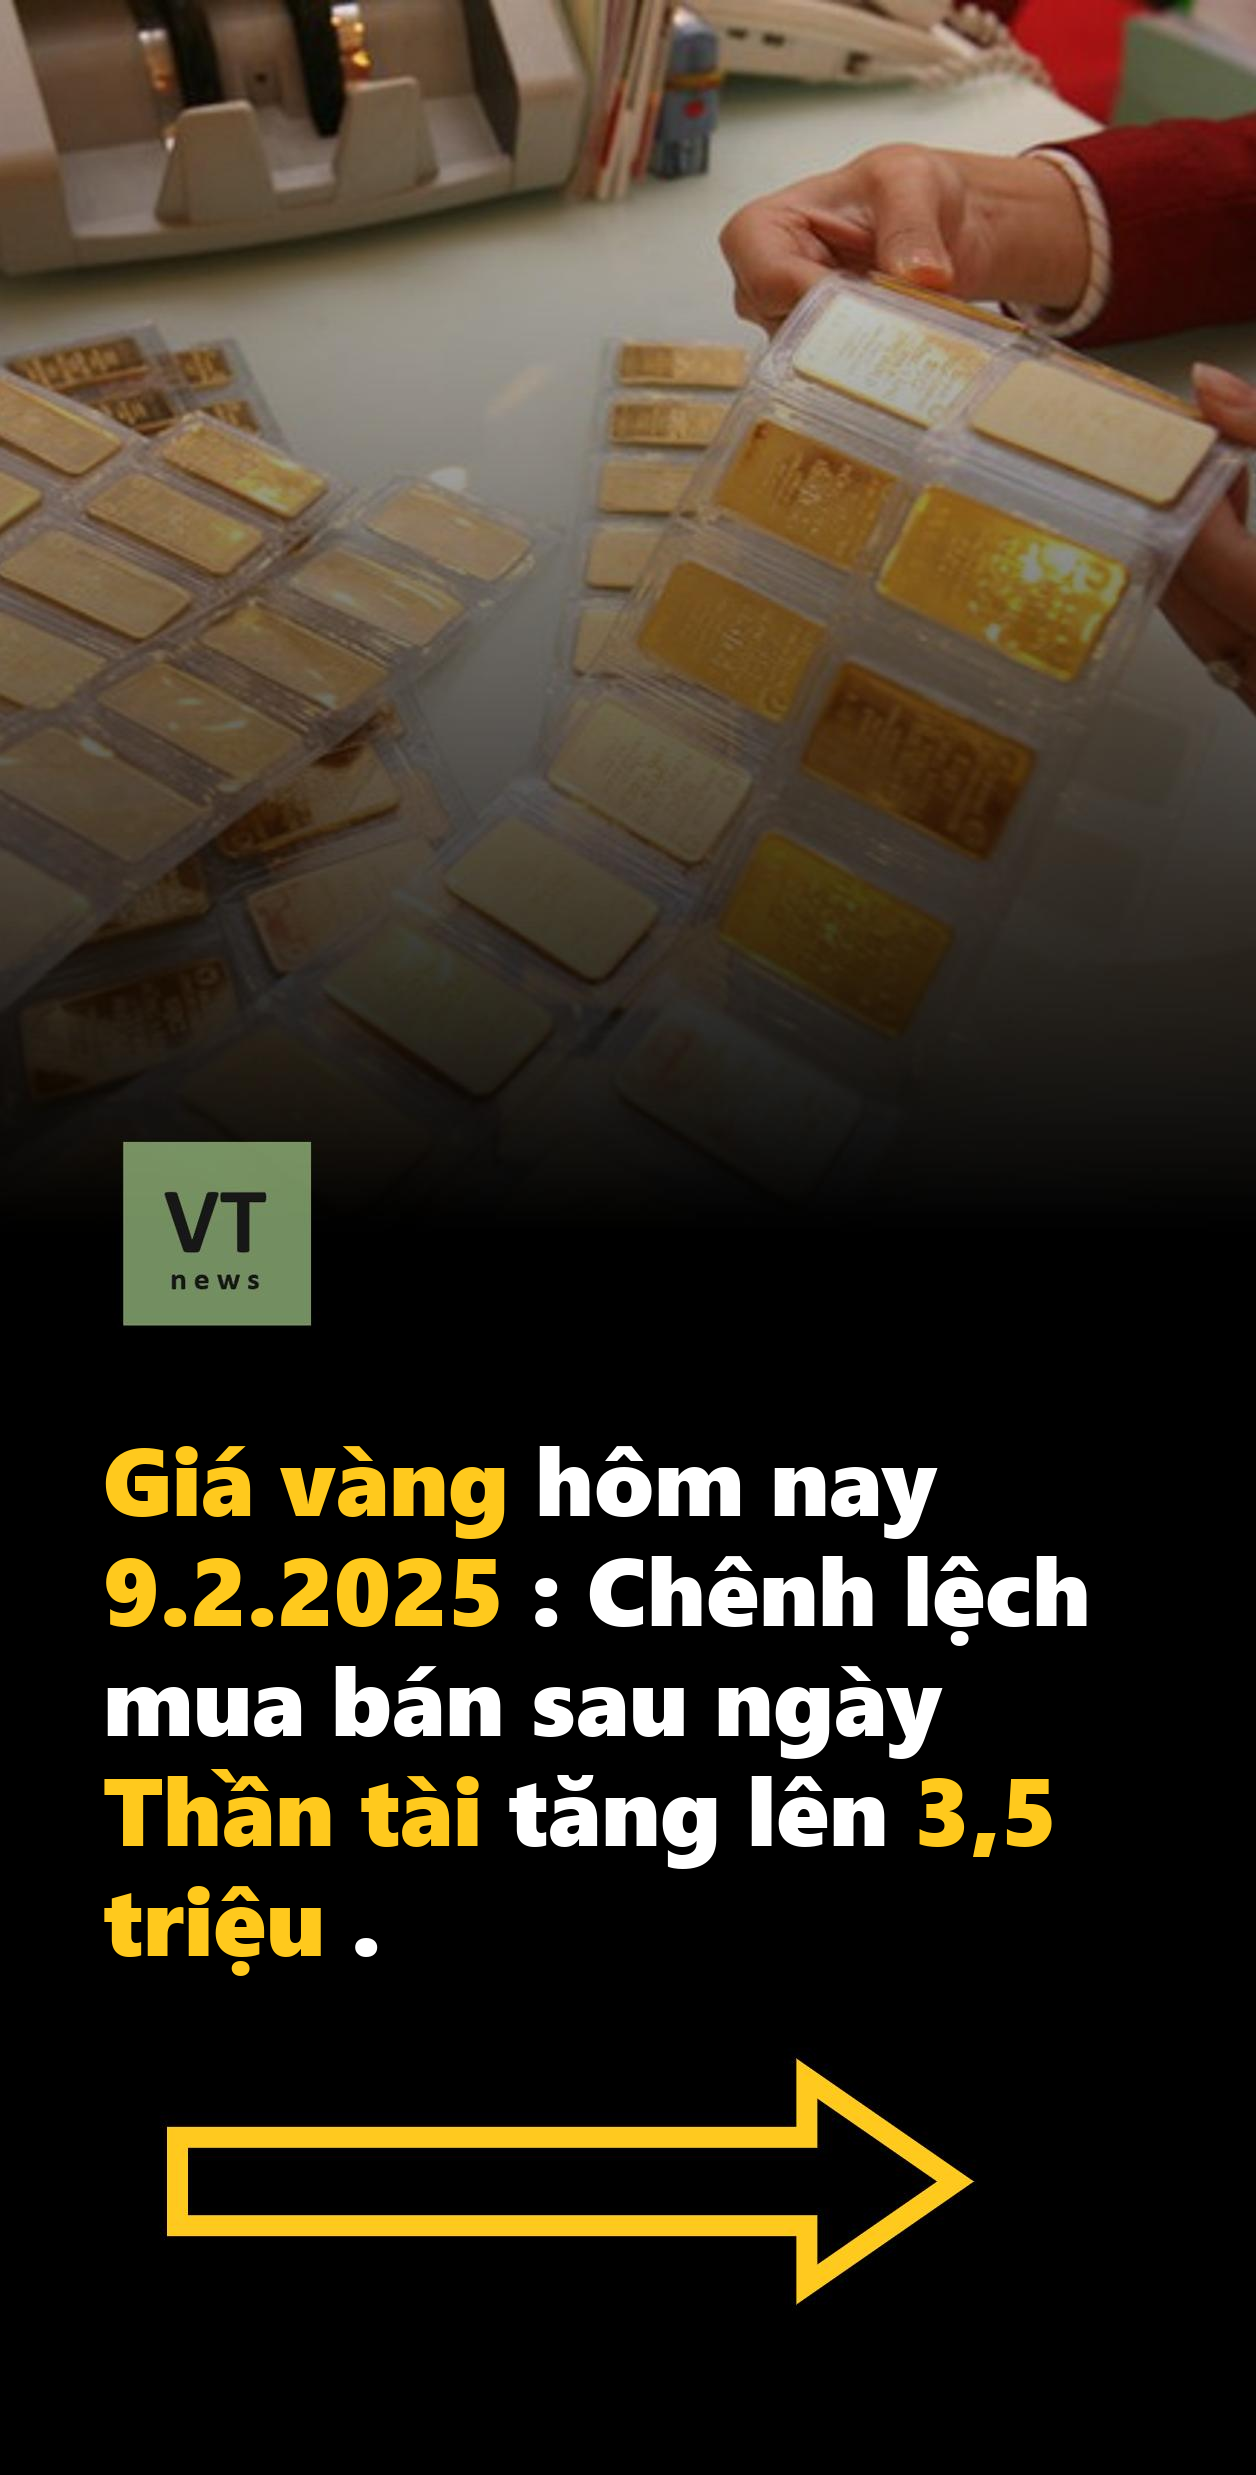 VT
news
Giá vàng hôm nay
9.2.2025 : Chênh lệch
mua bán sau ngày
Thần tài tăng lên 3,5
triệu .